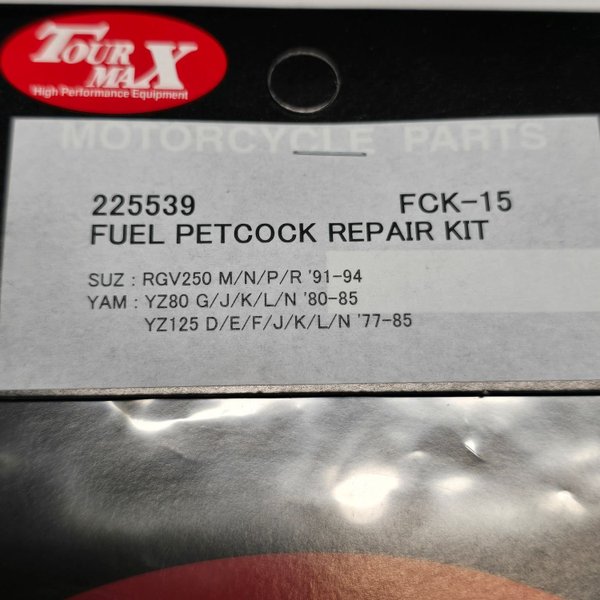 TOUR
MAX
High Performance Equipment
MOTORCYCLE PARTS
225539 FCK-15
FUEL PETCOCK REPAIR KIT
SUZ : RGV250 M/N/P/R '91-94
YAM : YZ80 G/J/K/L/N '80-85
YZ125 D/E/F/J/K/L/N '77-85